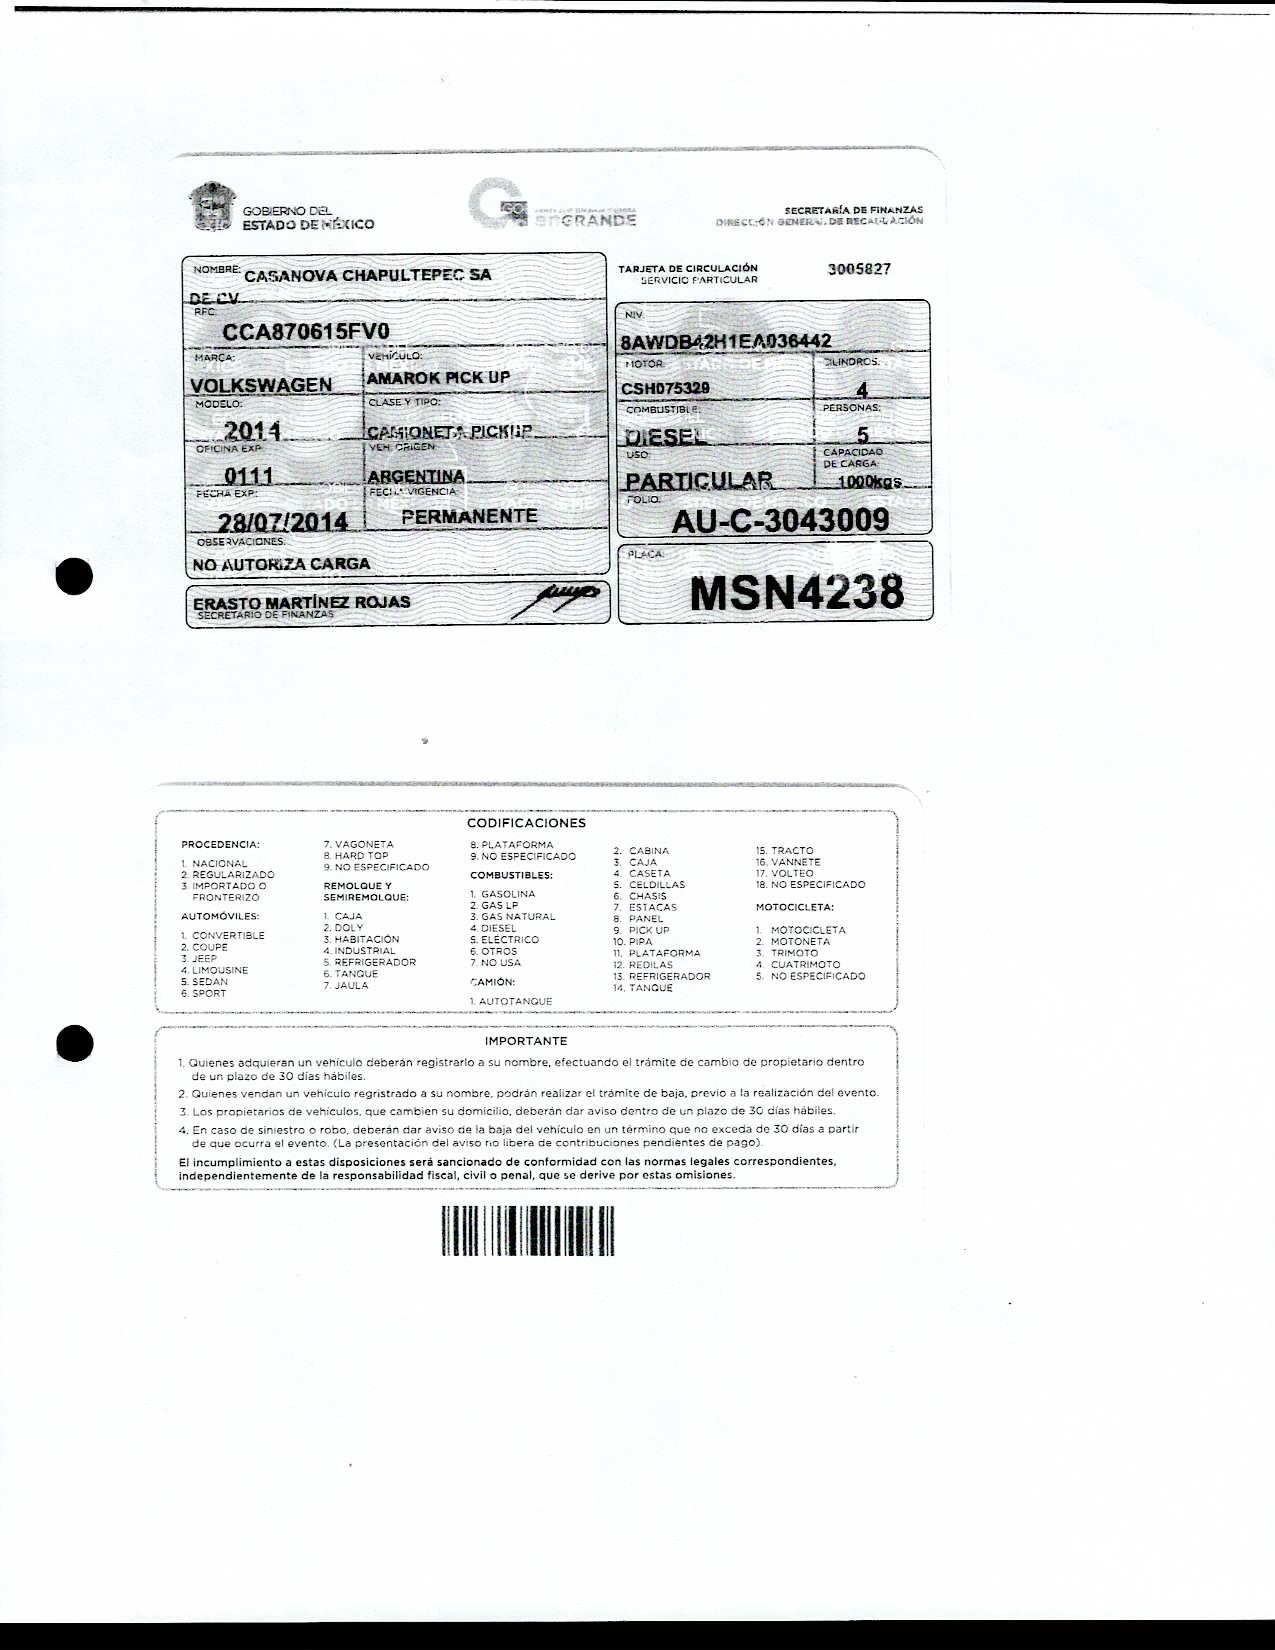 GOBIERNO DEL
ESTADO DE MÉXICO
GRANDE
SECRETARÍA DE FINANZAS
DIRECCIÓN GENERAL DE RECAUDACIÓN
NOMBRE: CASANOVA CHAPULTEPEC SA
DE CV
RFC:
CCA870615FV0
MARCA:
VOLKSWAGEN
VEHÍCULO:
AMAROK PICK UP
MODELO:
2014
CLASE Y TIPO:
CAMIONETA PICKUP
OFICINA EXP.
0111
VEH. ORIGEN:
ARGENTINA
FECHA EXP:
28/07/2014
FECHA VIGENCIA:
PERMANENTE
OBSERVACIONES:
NO AUTORIZA CARGA
ERASTO MARTÍNEZ ROJAS
SECRETARIO DE FINANZAS
TARJETA DE CIRCULACIÓN
SERVICIO PARTICULAR
3005827
NIV:
8AWDB42H1EA036442
MOTOR:
CSH075329
CILINDROS:
4
COMBUSTIBLE:
DIESEL
PERSONAS:
5
USO:
PARTICULAR
CAPACIDAD
DE CARGA:
1000kgs
FOLIO:
AU-C-3043009
PLACA:
MSN4238
CODIFICACIONES
PROCEDENCIA:
1. NACIONAL
2. REGULARIZADO
3. IMPORTADO O
FRONTERIZO
AUTOMÓVILES:
1. CONVERTIBLE
2. COUPE
3. JEEP
4. LIMOUSINE
5. SEDAN
6. SPORT
7. VAGONETA
8. HARD TOP
9. NO ESPECIFICADO
REMOLQUE Y
SEMIREMOLQUE:
1. CAJA
2. DOLY
3. HABITACIÓN
4. INDUSTRIAL
5. REFRIGERADOR
6. TANQUE
7. JAULA
8. PLATAFORMA
9. NO ESPECIFICADO
COMBUSTIBLES:
1. GASOLINA
2. GAS LP
3. GAS NATURAL
4. DIESEL
5. ELÉCTRICO
6. OTROS
7. NO USA
CAMIÓN:
1. AUTOTANQUE
2. CABINA
3. CAJA
4. CASETA
5. CELDILLAS
6. CHASIS
7. ESTACAS
8. PANEL
9. PICK UP
10. PIPA
11. PLATAFORMA
12. REDILAS
13. REFRIGERADOR
14. TANQUE
15. TRACTO
16. VANNETE
17. VOLTEO
18. NO ESPECIFICADO
MOTOCICLETA:
1. MOTOCICLETA
2. MOTONETA
3. TRIMOTO
4. CUATRIMOTO
5. NO ESPECIFICADO
IMPORTANTE
1. Quienes adquieran un vehículo deberán registrarlo a su nombre, efectuando el trámite de cambio de propietario dentro
de un plazo de 30 días hábiles.
2. Quienes vendan un vehículo regristrado a su nombre, podrán realizar el trámite de baja, previo a la realización del evento.
3. Los propietarios de vehículos, que cambien su domicilio, deberán dar aviso dentro de un plazo de 30 días hábiles.
4. En caso de siniestro o robo, deberán dar aviso de la baja del vehículo en un término que no exceda de 30 días a partir
de que ocurra el evento. (La presentación del aviso no libera de contribuciones pendientes de pago).
El incumplimiento a estas disposiciones será sancionado de conformidad con las normas legales correspondientes,
independientemente de la responsabilidad fiscal, civil o penal, que se derive por estas omisiones.